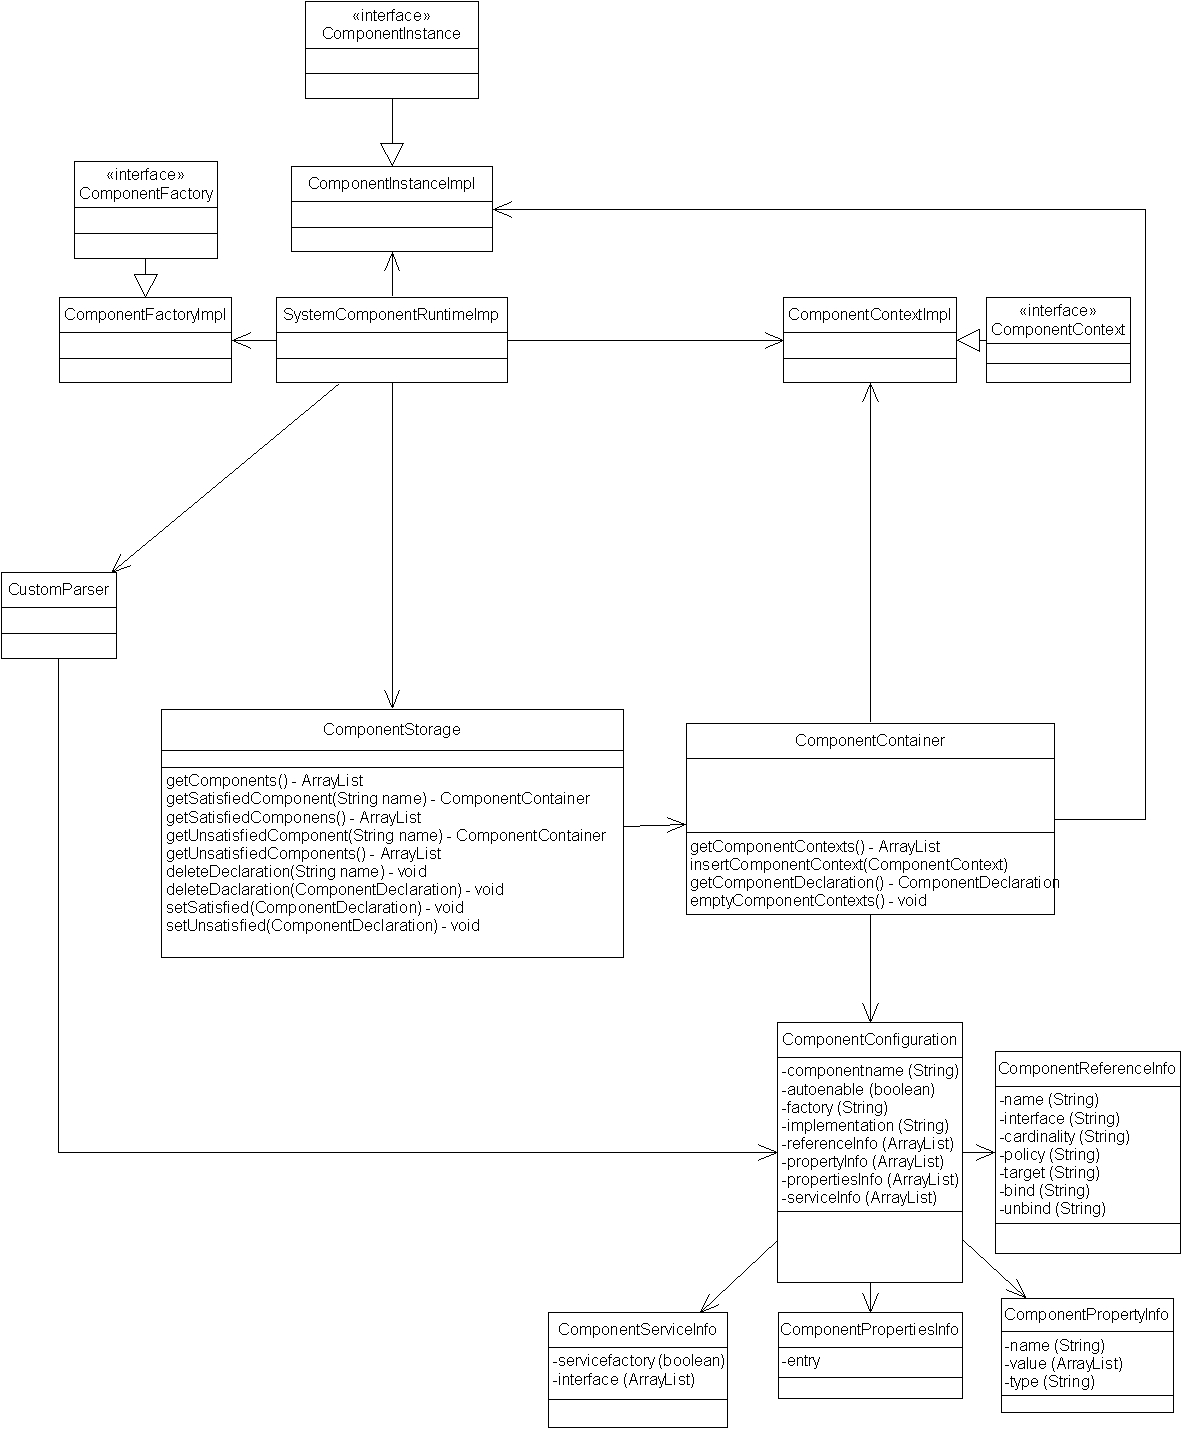 «interface»
ComponentInstance
ComponentInstanceImpl
«interface»
ComponentFactory
ComponentFactoryImpl
SystemComponentRuntimeImp
ComponentContextImpl
«interface»
ComponentContext
CustomParser
ComponentStorage
getComponents() - ArrayList
getSatisfiedComponent(String name) - ComponentContainer
getSatisfiedComponens() - ArrayList
getUnsatisfiedComponent(String name) - ComponentContainer
getUnsatisfiedComponents() - ArrayList
deleteDeclaration(String name) - void
deleteDaclaration(ComponentDeclaration) - void
setSatisfied(ComponentDeclaration) - void
setUnsatisfied(ComponentDeclaration) - void
ComponentContainer
getComponentContexts() - ArrayList
insertComponentContext(ComponentContext)
getComponentDeclaration() - ComponentDeclaration
emptyComponentContexts() - void
ComponentConfiguration
-componentname (String)
-autoenable (boolean)
-factory (String)
-implementation (String)
-referenceInfo (ArrayList)
-propertyInfo (ArrayList)
-propertiesInfo (ArrayList)
-serviceInfo (ArrayList)
ComponentReferenceInfo
-name (String)
-interface (String)
-cardinality (String)
-policy (String)
-target (String)
-bind (String)
-unbind (String)
ComponentServiceInfo
-servicefactory (boolean)
-interface (ArrayList)
ComponentPropertiesInfo
-entry
ComponentPropertyInfo
-name (String)
-value (ArrayList)
-type (String)